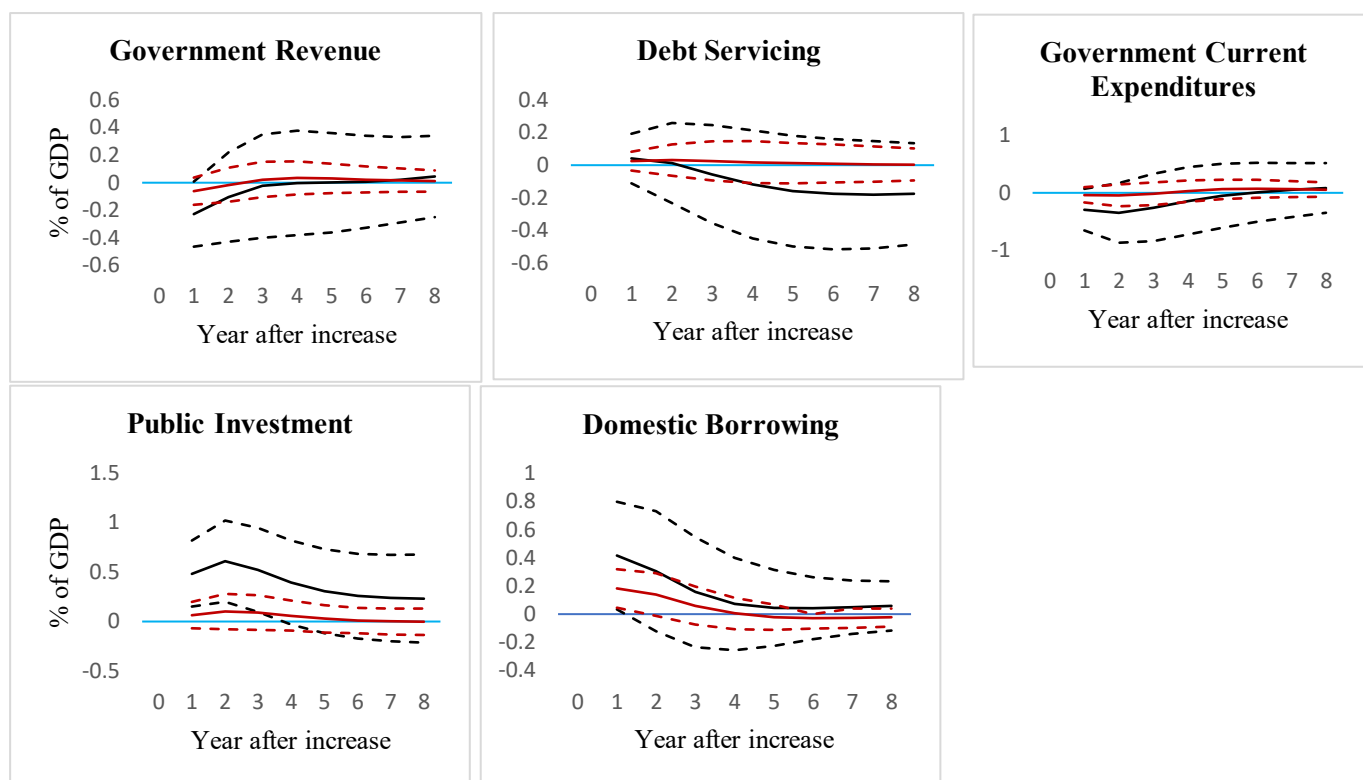 Government Revenue
% of GDP
0.6
0.4
0.2
0
-0.2
-0.4
-0.6
0 1 2 3 4 5 6 7 8
Year after increase
Debt Servicing
0.4
0.2
0
-0.2
-0.4
-0.6
0 1 2 3 4 5 6 7 8
Year after increase
Government Current
Expenditures
1
0
-1
0 1 2 3 4 5 6 7 8
Year after increase
Public Investment
% of GDP
1.5
1
0.5
0
-0.5
0 1 2 3 4 5 6 7 8
Year after increase
Domestic Borrowing
1
0.8
0.6
0.4
0.2
0
-0.2
-0.4
0 1 2 3 4 5 6 7 8
Year after increase